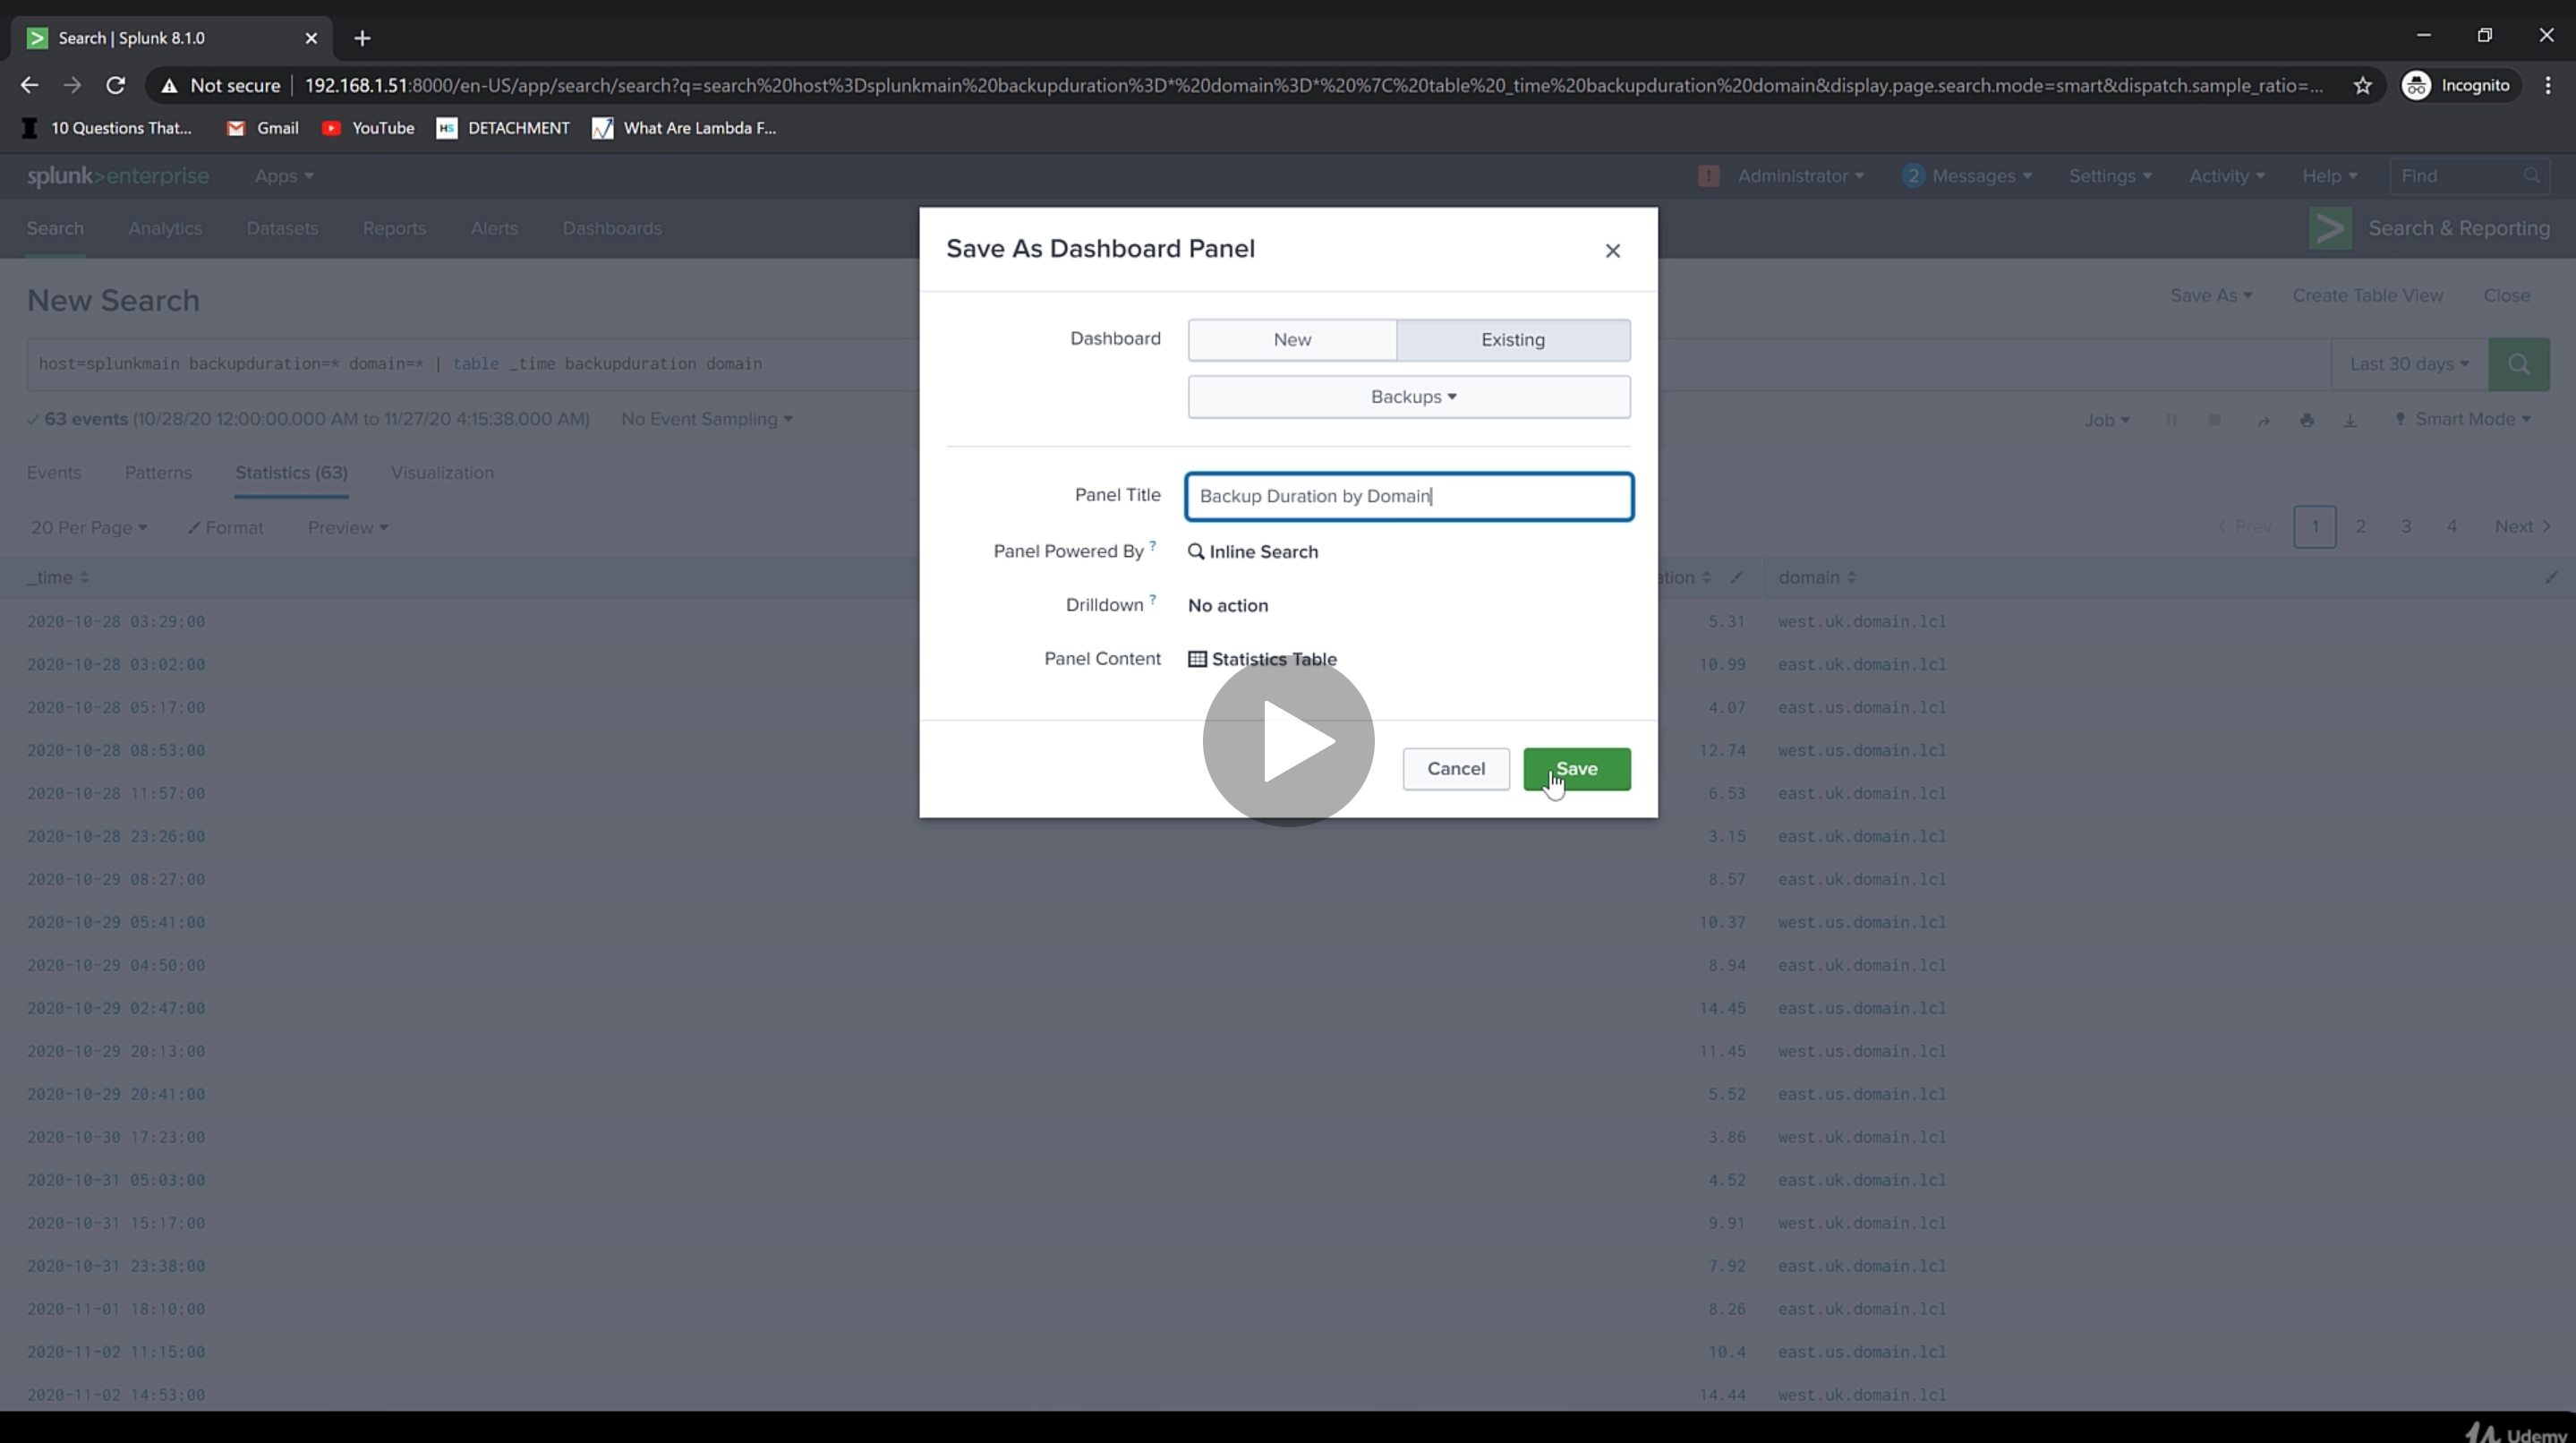 Search | Splunk 8.1.0
Not secure | 192.168.1.51:8000/en-US/app/search/search?q=search%20host%3Dsplunkmain%20backupduration%3D*%20domain%3D*%20%7C%20table%20_time%20backupduration%20domain&display.page.search.mode=smart&dispatch.sample_ratio=... Incognito
10 Questions That... Gmail YouTube HS DETACHMENT What Are Lambda F...
splunk>enterprise Apps ! Administrator 2 Messages Settings Activity Help Find
Search Analytics Datasets Reports Alerts Dashboards Search & Reporting
Save As Dashboard Panel
New Search Save As Create Table View Close
Dashboard New Existing
host=splunkmain backupduration=* domain=* | table _time backupduration domain Last 30 days
Backups
63 events (10/28/20 12:00:00.000 AM to 11/27/20 4:15:38.000 AM) No Event Sampling Job Smart Mode
Events Patterns Statistics (63) Visualization
Panel Title Backup Duration by Domain
20 Per Page Format Preview < Prev 1 2 3 4 Next >
Panel Powered By ? Inline Search
_time ation domain
Drilldown ? No action
2020-10-28 03:29:00 5.31 west.uk.domain.lcl
Panel Content Statistics Table
2020-10-28 03:02:00 10.99 east.uk.domain.lcl
2020-10-28 05:17:00 4.07 east.us.domain.lcl
2020-10-28 08:53:00 12.74 west.us.domain.lcl
Cancel Save
2020-10-28 11:57:00 6.53 east.uk.domain.lcl
2020-10-28 23:26:00 3.15 east.uk.domain.lcl
2020-10-29 08:27:00 8.57 east.uk.domain.lcl
2020-10-29 05:41:00 10.37 west.us.domain.lcl
2020-10-29 04:50:00 8.94 east.uk.domain.lcl
2020-10-29 02:47:00 14.45 east.us.domain.lcl
2020-10-29 20:13:00 11.45 west.us.domain.lcl
2020-10-29 20:41:00 5.52 east.us.domain.lcl
2020-10-30 17:23:00 3.86 west.uk.domain.lcl
2020-10-31 05:03:00 4.52 east.uk.domain.lcl
2020-10-31 15:17:00 9.91 west.uk.domain.lcl
2020-10-31 23:38:00 7.92 east.uk.domain.lcl
2020-11-01 18:10:00 8.26 east.uk.domain.lcl
2020-11-02 11:15:00 10.4 east.us.domain.lcl
2020-11-02 14:53:00 14.44 west.uk.domain.lcl
Udemy